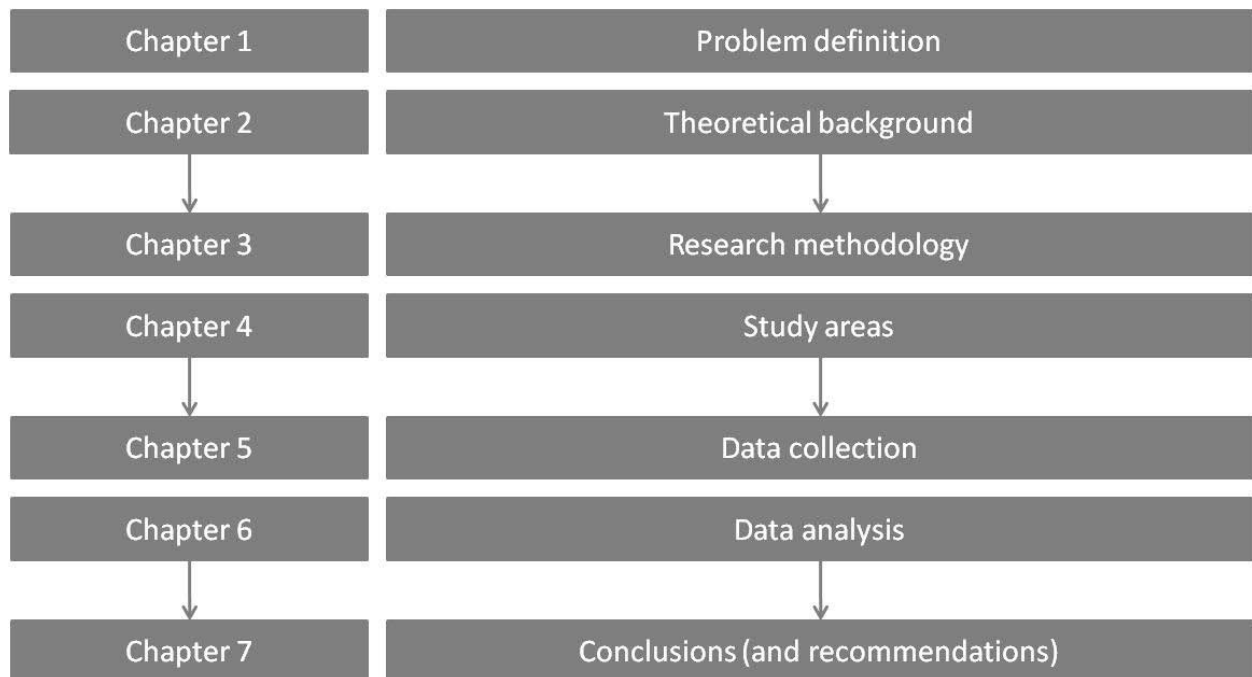 Chapter 1 Problem definition
Chapter 2 Theoretical background
Chapter 3 Research methodology
Chapter 4 Study areas
Chapter 5 Data collection
Chapter 6 Data analysis
Chapter 7 Conclusions (and recommendations)